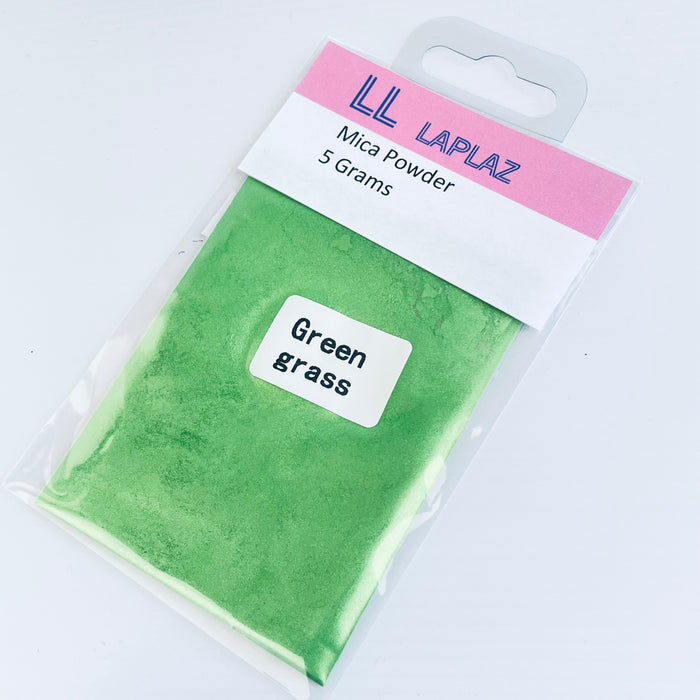 LL LAPLAZ
Mica Powder
5 Grams
Green
grass